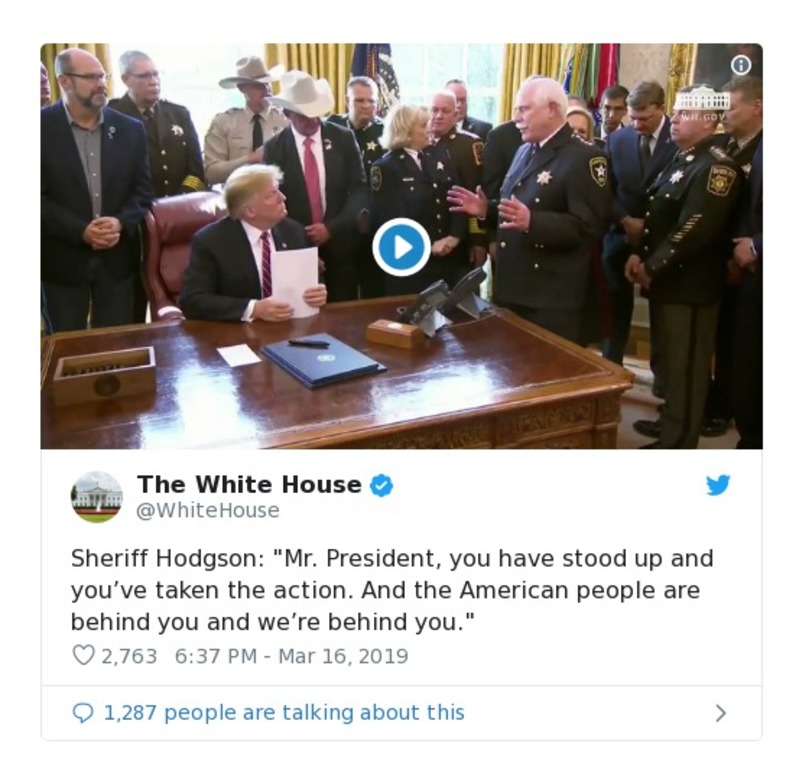 WH.GOV
The White House
@WhiteHouse
Sheriff Hodgson: "Mr. President, you have stood up and
you’ve taken the action. And the American people are
behind you and we’re behind you."
2,763 6:37 PM - Mar 16, 2019
1,287 people are talking about this